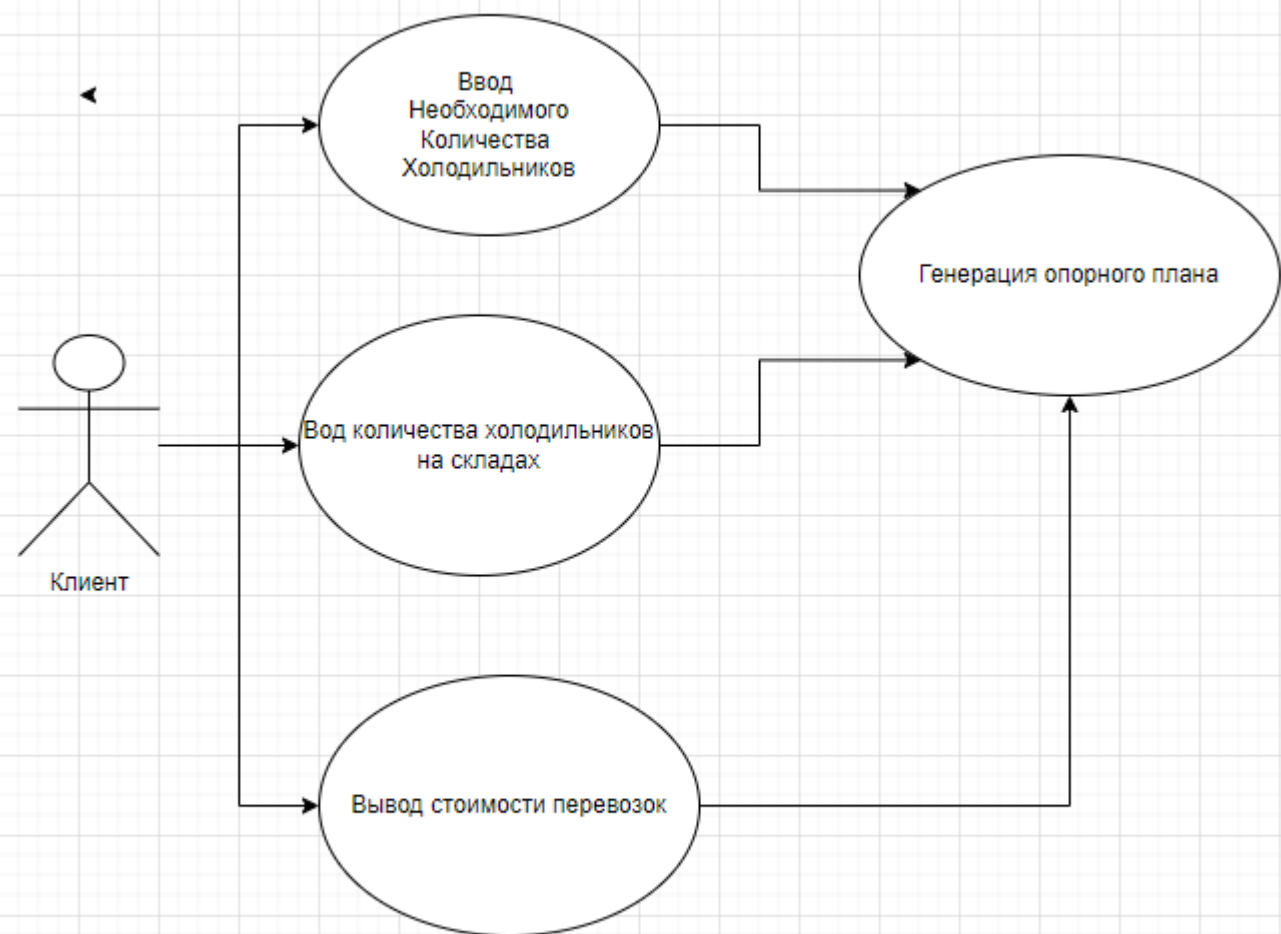 Ввод
Необходимого
Количества
Холодильников
Генерация опорного плана
Вод количества холодильников
на складах
Клиент
Вывод стоимости перевозок